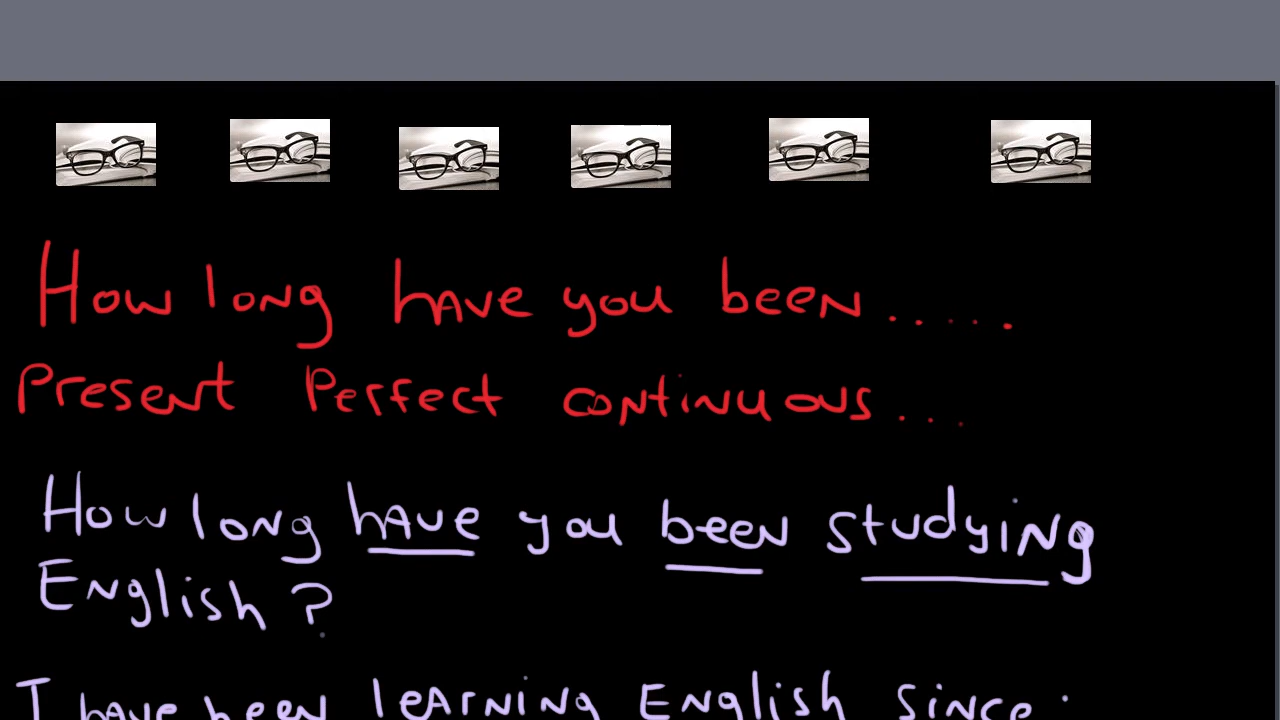 How long have you been.....
Present Perfect continuous...
How long have you been studying
English?
I have been learning English since: